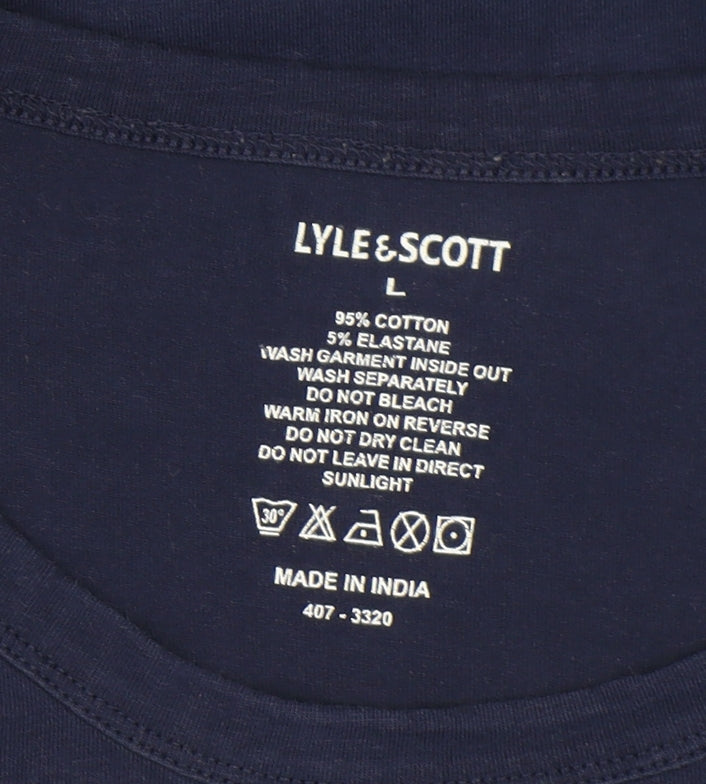 LYLE & SCOTT
L
95% COTTON
5% ELASTANE
WASH GARMENT INSIDE OUT
WASH SEPARATELY
DO NOT BLEACH
WARM IRON ON REVERSE
DO NOT DRY CLEAN
DO NOT LEAVE IN DIRECT
SUNLIGHT
30°
MADE IN INDIA
407 - 3320